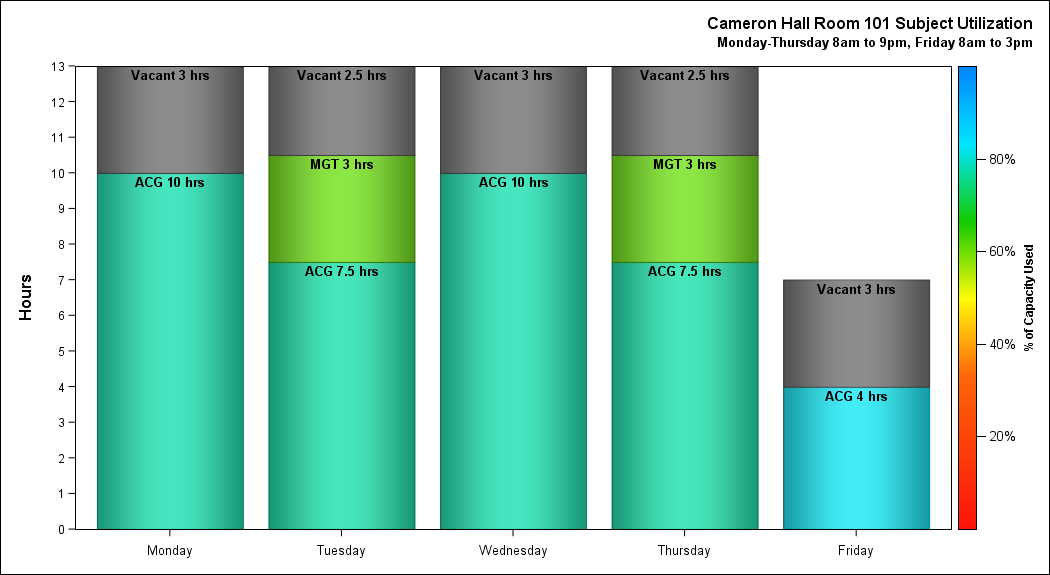 Cameron Hall Room 101 Subject Utilization
Monday-Thursday 8am to 9pm, Friday 8am to 3pm
Hours
13
12
11
10
9
8
7
6
5
4
3
2
1
0
Vacant 3 hrs
ACG 10 hrs
Vacant 2.5 hrs
MGT 3 hrs
ACG 7.5 hrs
Vacant 3 hrs
ACG 10 hrs
Vacant 2.5 hrs
MGT 3 hrs
ACG 7.5 hrs
Vacant 3 hrs
ACG 4 hrs
Monday
Tuesday
Wednesday
Thursday
Friday
80%
60%
40%
20%
% of Capacity Used